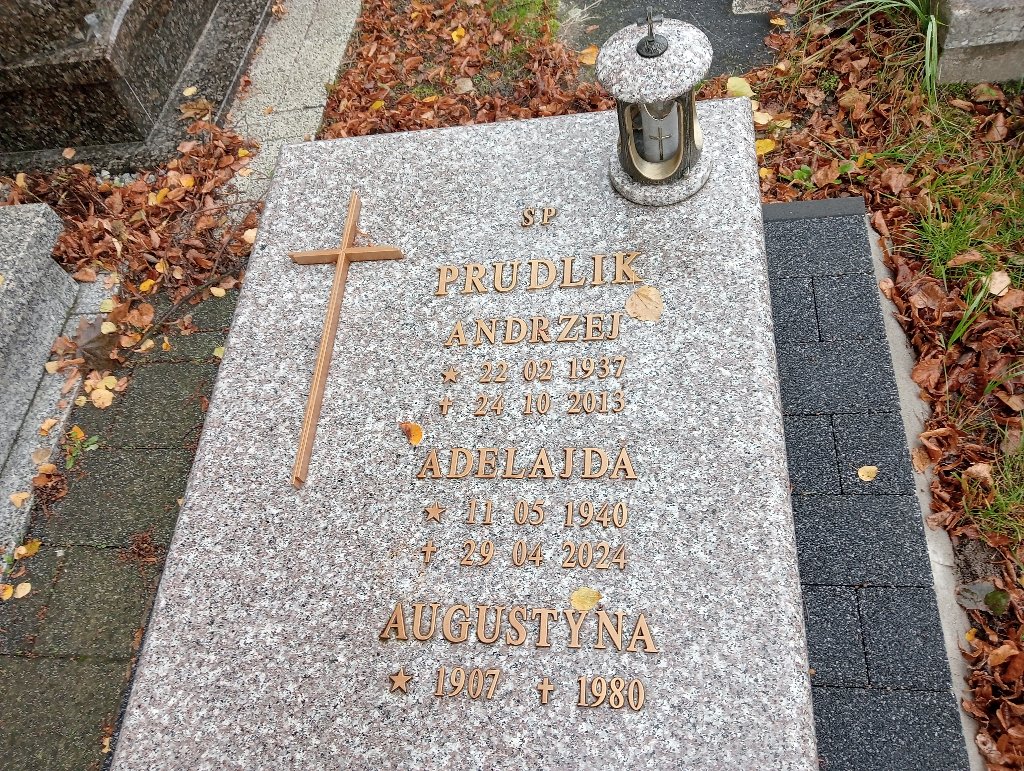 SP
PRUDLIK
ANDRZEJ
★ 22 02 1937
✝ 24 10 2013
ADELAJDA
★ 11 05 1940
✝ 29 04 2024
AUGUSTYNA
★ 1907 ✝ 1980